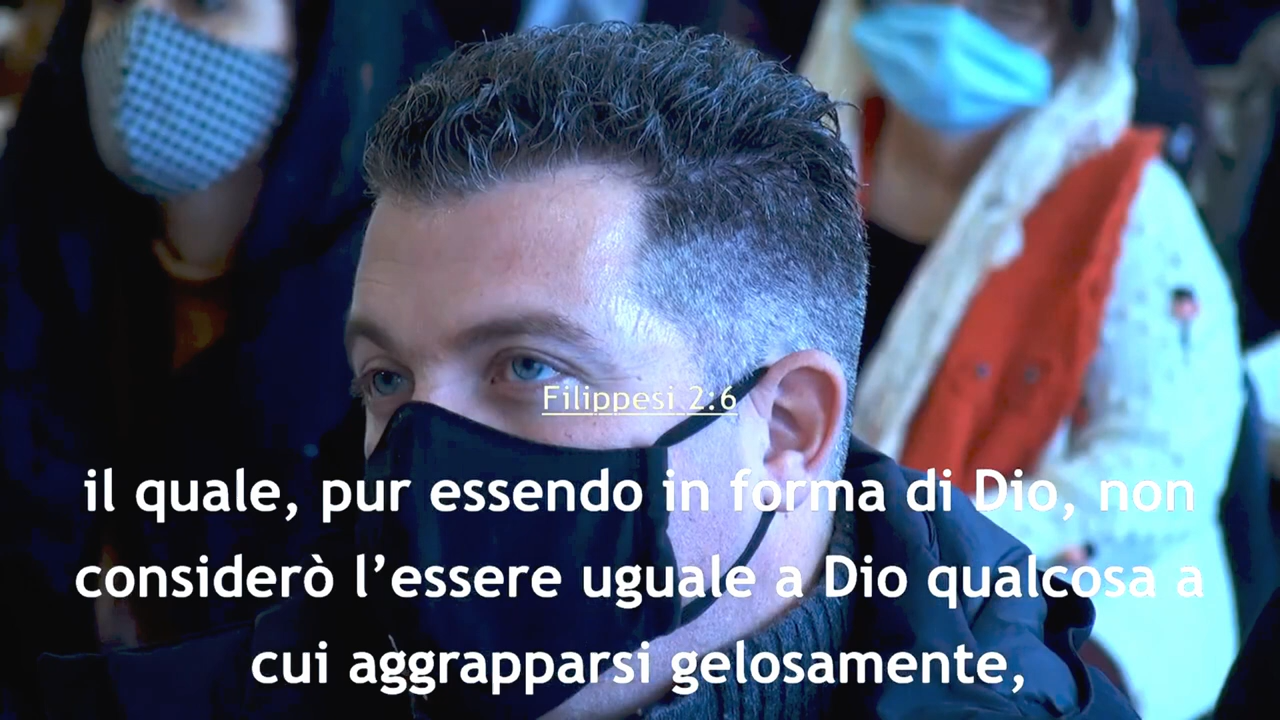 Filippesi 2:6
il quale, pur essendo in forma di Dio, non
considerò l’essere uguale a Dio qualcosa a
cui aggrapparsi gelosamente,